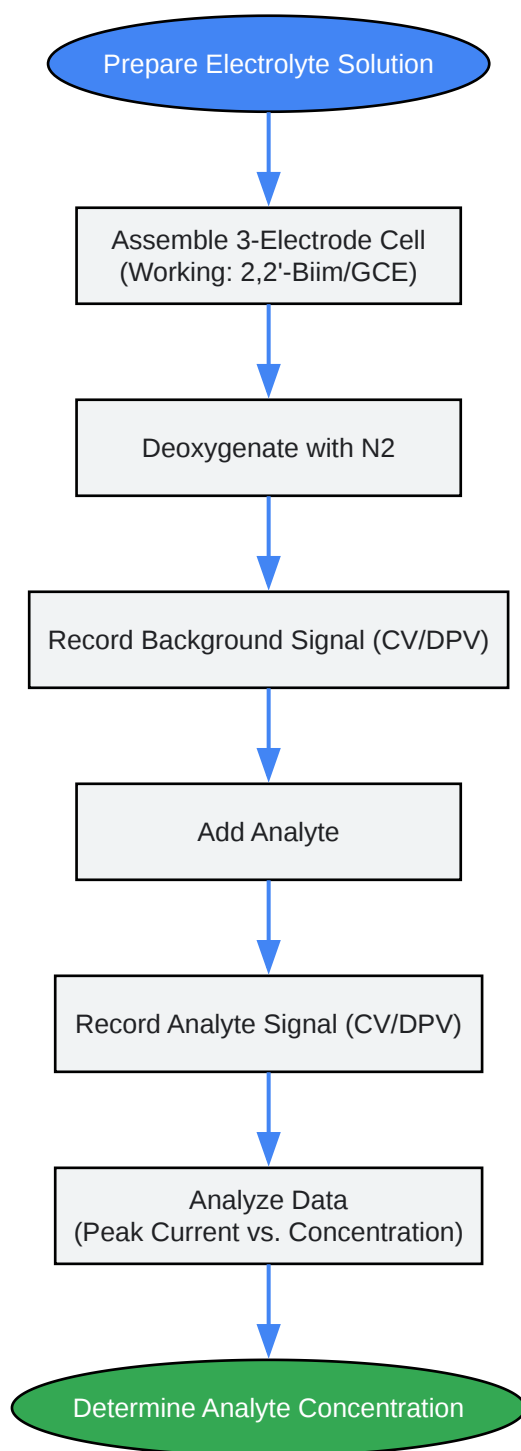 Prepare Electrolyte Solution
Assemble 3-Electrode Cell
(Working: 2,2'-Biim/GCE)
Deoxygenate with N2
Record Background Signal (CV/DPV)
Add Analyte
Record Analyte Signal (CV/DPV)
Analyze Data
(Peak Current vs. Concentration)
Determine Analyte Concentration